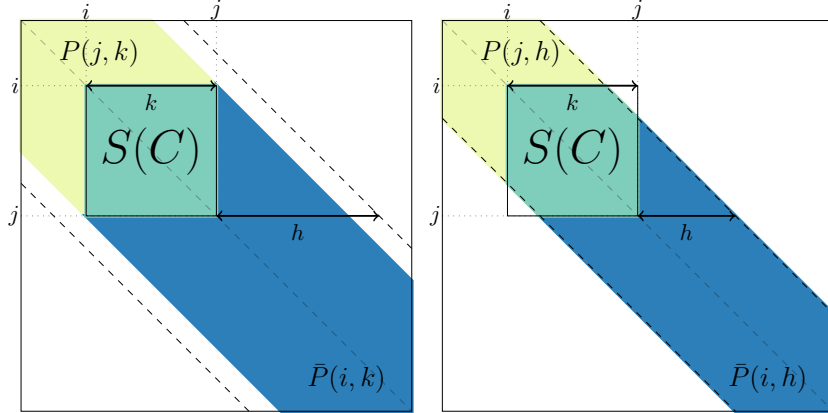 i j
P(j, k)
i
k
S(C)
j
h
P̄(i, k)
i j
P(j, h)
i
k
S(C)
j
h
P̄(i, h)